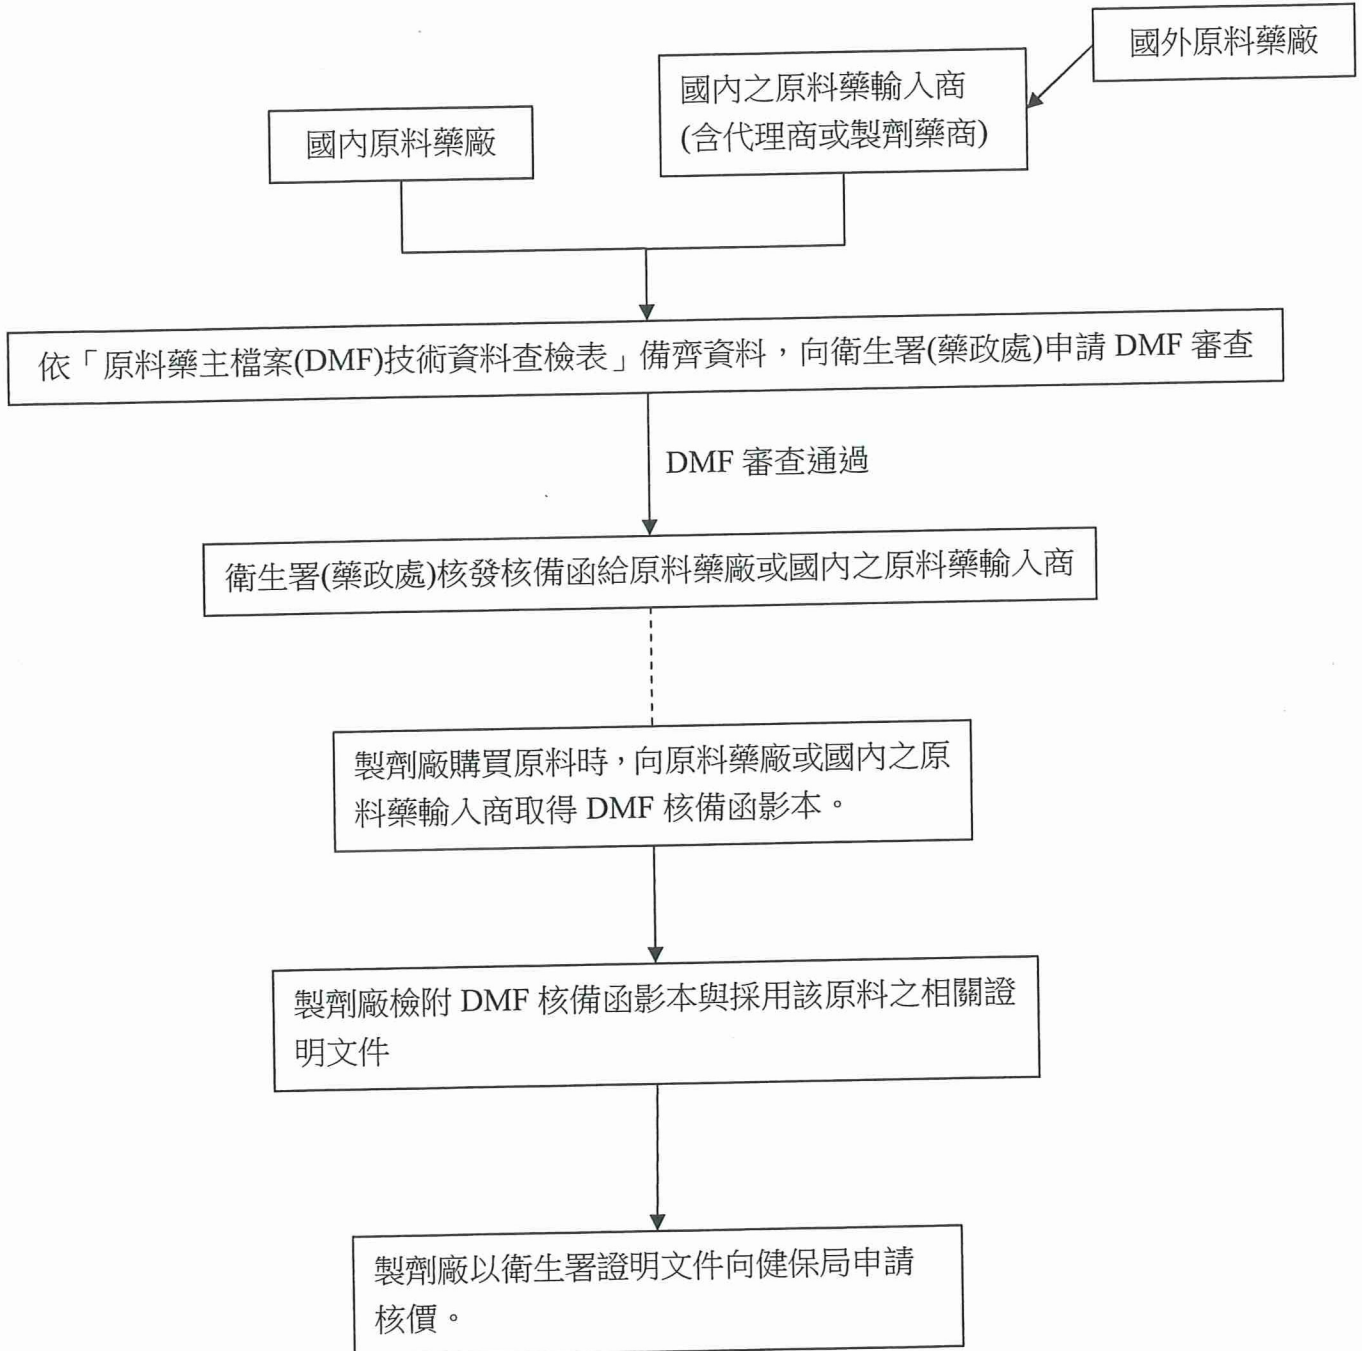 國外原料藥廠
國內之原料藥輸入商
(含代理商或製劑藥商)
國內原料藥廠
依「原料藥主檔案(DMF)技術資料查檢表」備齊資料，向衛生署(藥政處)申請 DMF 審查
DMF 審查通過
衛生署(藥政處)核發核備函給原料藥廠或國內之原料藥輸入商
製劑廠購買原料時，向原料藥廠或國內之原
料藥輸入商取得 DMF 核備函影本。
製劑廠檢附 DMF 核備函影本與採用該原料之相關證
明文件
製劑廠以衛生署證明文件向健保局申請
核價。